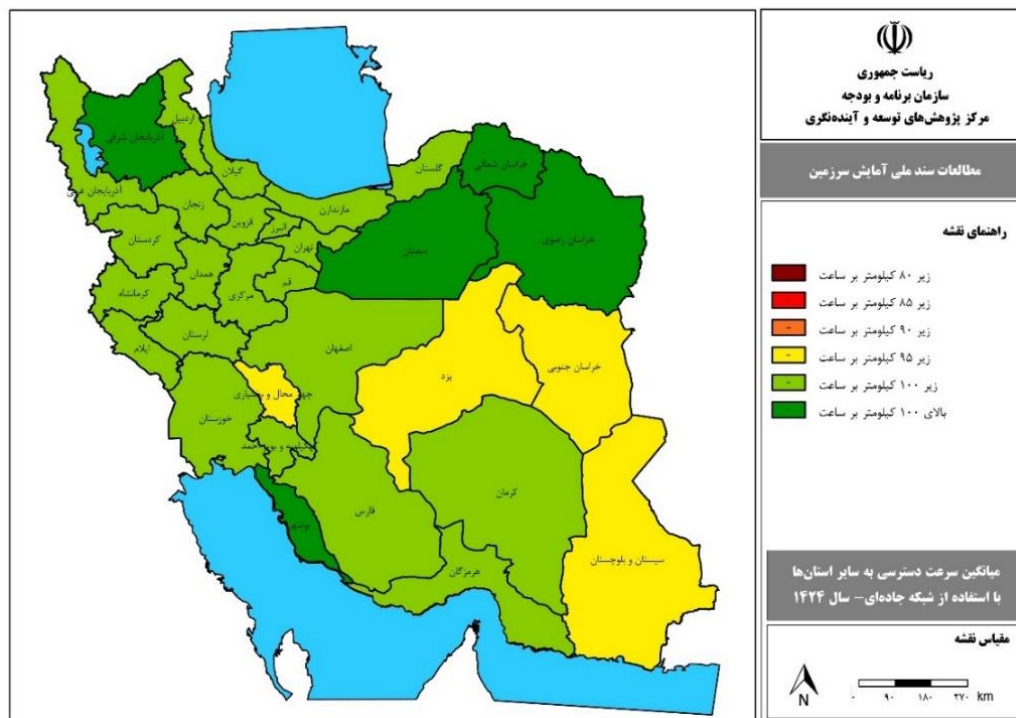 ریاست جمهوری
سازمان برنامه و بودجه
مرکز پژوهش‌های توسعه و آینده‌نگری
مطالعات سند ملی آمایش سرزمین
راهنمای نقشه
زیر ۸۰ کیلومتر بر ساعت
زیر ۸۵ کیلومتر بر ساعت
زیر ۹۰ کیلومتر بر ساعت
زیر ۹۵ کیلومتر بر ساعت
زیر ۱۰۰ کیلومتر بر ساعت
بالای ۱۰۰ کیلومتر بر ساعت
میانگین سرعت دسترسی به سایر استان‌ها
با استفاده از شبکه جاده‌ای- سال ۱۴۲۴
مقیاس نقشه
N
۰ ۹۰ ۱۸۰ ۲۷۰ km
اردبیل
آذربایجان شرقی
خراسان شمالی
گلستان
گیلان
آذربایجان غربی
مازندران
زنجان
قزوین
البرز
خراسان رضوی
کردستان
تهران
سمنان
همدان
قم
کرمانشاه
مرکزی
لرستان
اصفهان
ایلام
یزد
خراسان جنوبی
چهار محال و بختیاری
خوزستان
کهگیلویه و بویراحمد
کرمان
فارس
بوشهر
سیستان و بلوچستان
هرمزگان